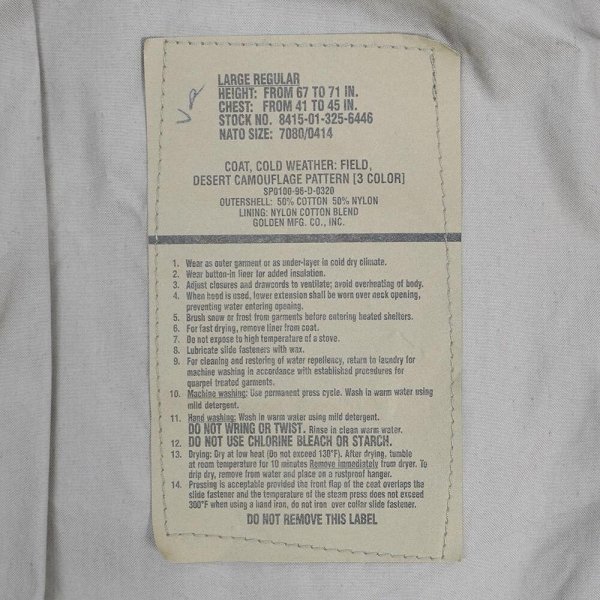 LARGE REGULAR
HEIGHT: FROM 67 TO 71 IN.
CHEST: FROM 41 TO 45 IN.
STOCK NO. 8415-01-325-6446
NATO SIZE: 7080/0414
COAT, COLD WEATHER: FIELD,
DESERT CAMOUFLAGE PATTERN [3 COLOR]
SP0100-96-D-0320
OUTERSHELL: 50% COTTON 50% NYLON
LINING: NYLON COTTON BLEND
GOLDEN MFG. CO., INC.
1. Wear as outer garment or as under-layer in cold dry climate.
2. Wear button-in liner for added insulation.
3. Adjust closures and drawcords to ventilate; avoid overheating of body.
4. When hood is used, lower extension shall be worn over neck opening,
preventing water entering opening.
5. Brush snow or frost from garments before entering heated shelters.
6. For fast drying, remove liner from coat.
7. Do not expose to high temperature of a stove.
8. Lubricate slide fasteners with wax.
9. For cleaning and restoring of water repellency, return to laundry for
machine washing in accordance with established procedures for
quarpel treated garments.
10. Machine washing: Use permanent press cycle. Wash in warm water using
mild detergent.
11. Hand washing: Wash in warm water using mild detergent.
DO NOT WRING OR TWIST. Rinse in clean warm water.
12. DO NOT USE CHLORINE BLEACH OR STARCH.
13. Drying: Dry at low heat (Do not exceed 130°F). After drying, tumble
at room temperature for 10 minutes Remove immediately from dryer. To
drip dry, remove from water and place on a rustproof hanger.
14. Pressing is acceptable provided the front flap of the coat overlaps the
slide fastener and the temperature of the steam press does not exceed
300°F when using a hand iron, do not iron over collar slide fastener.
DO NOT REMOVE THIS LABEL